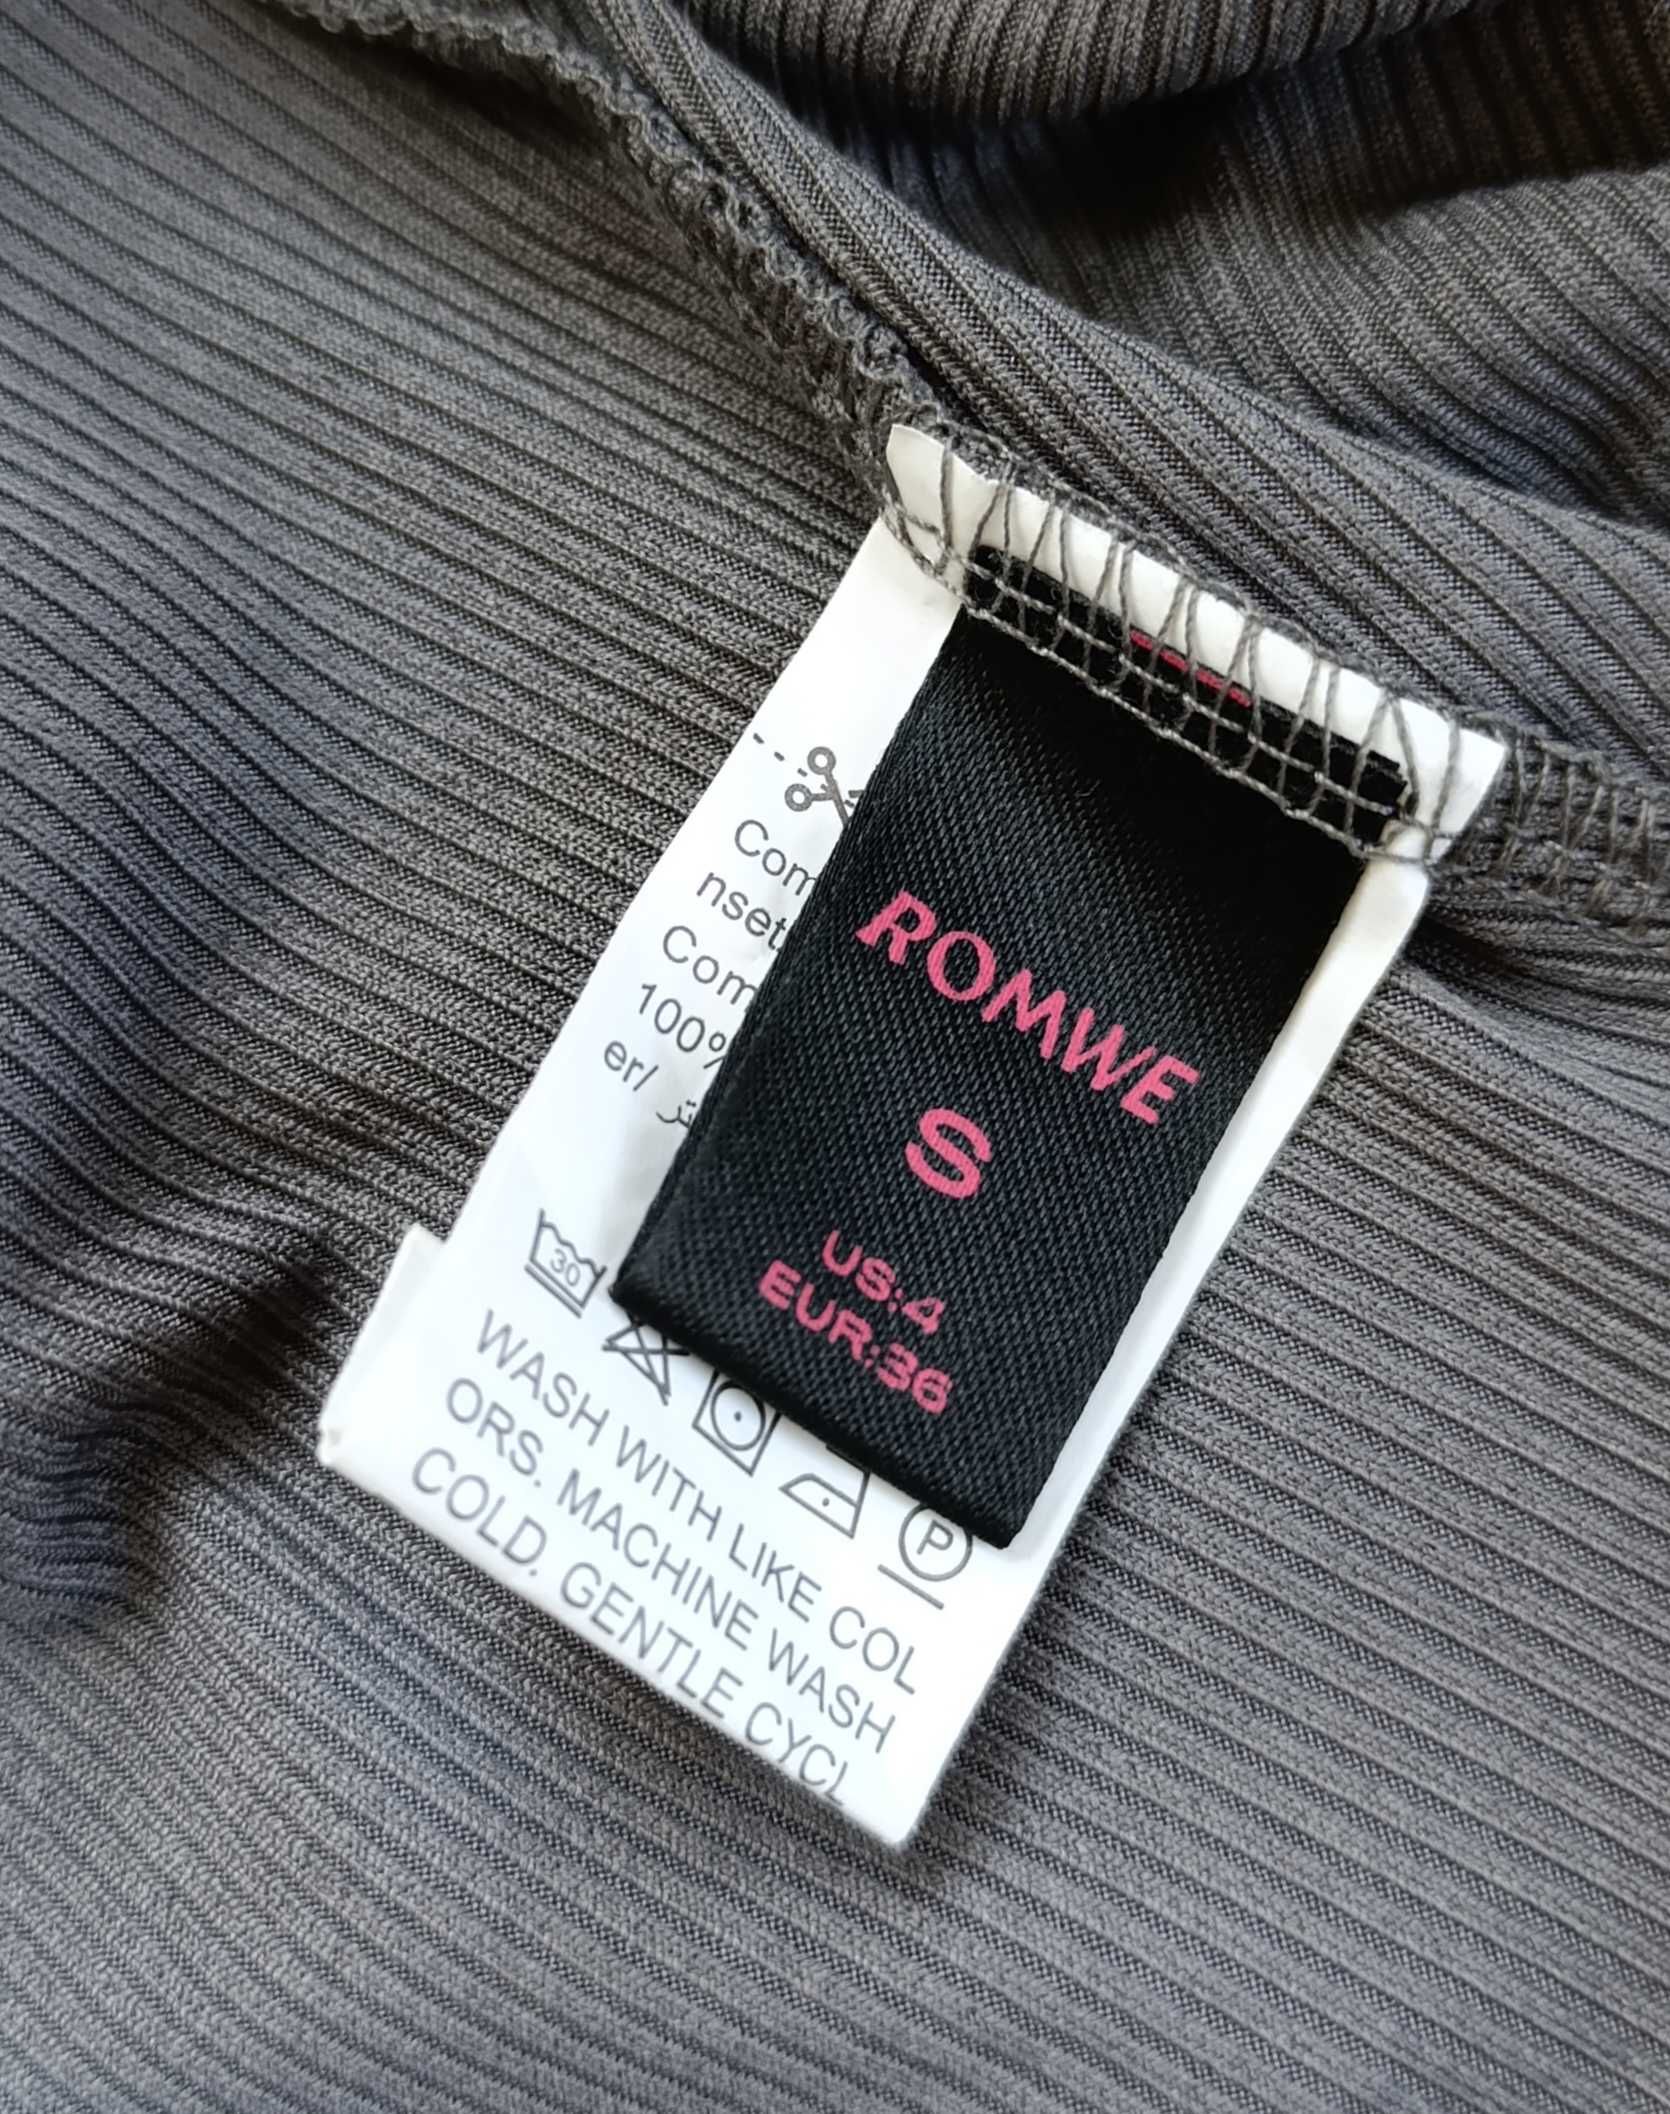 ROMWE
S
US:4
EUR:36
Com
nset
Com
100%
er/
30
P
WASH WITH LIKE COL
ORS. MACHINE WASH
COLD. GENTLE CYCL